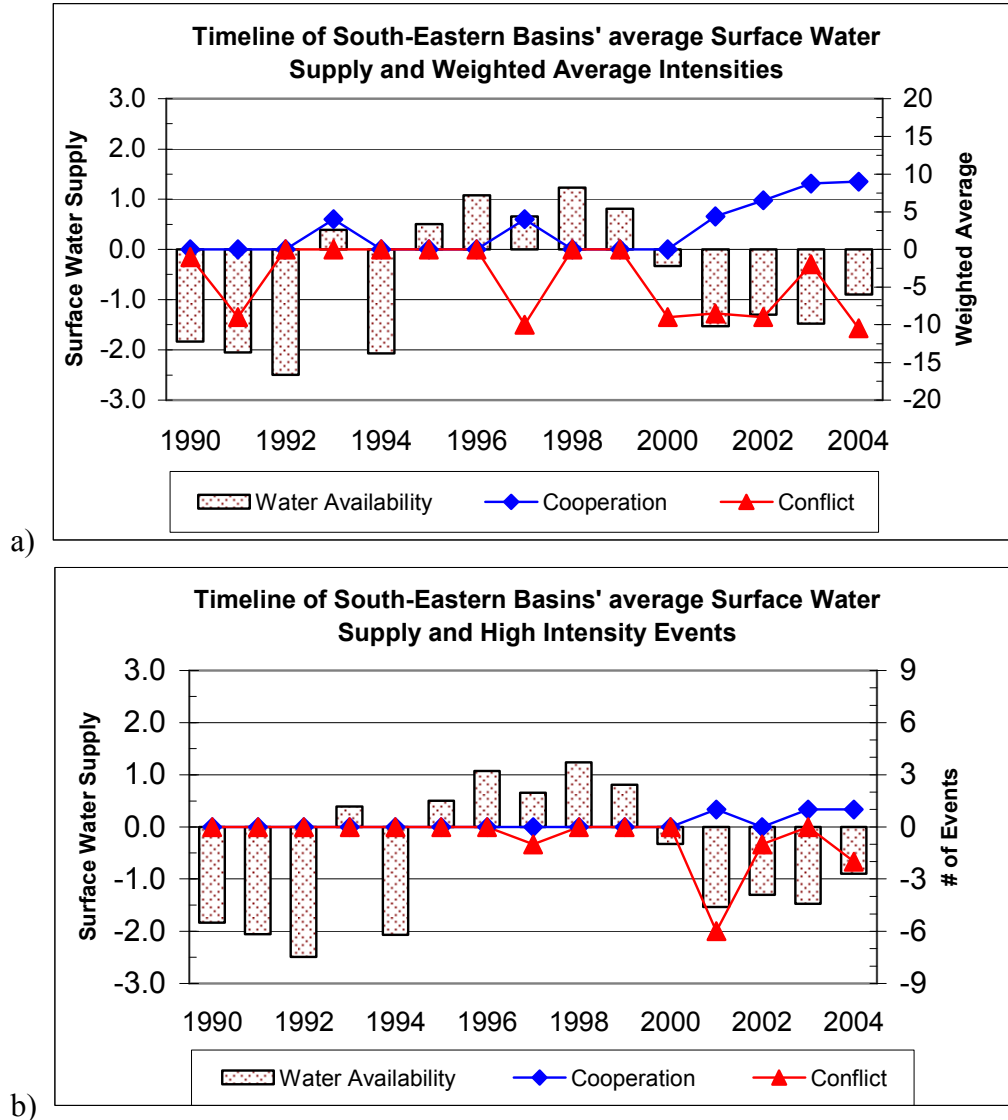 Timeline of South-Eastern Basins' average Surface Water
Supply and Weighted Average Intensities
3.0
2.0
1.0
0.0
-1.0
-2.0
-3.0
Surface Water Supply
20
15
10
5
0
-5
-10
-15
-20
Weighted Average
1990 1992 1994 1996 1998 2000 2002 2004
Water Availability Cooperation Conflict
a)
Timeline of South-Eastern Basins' average Surface Water
Supply and High Intensity Events
3.0
2.0
1.0
0.0
-1.0
-2.0
-3.0
Surface Water Supply
9
6
3
0
-3
-6
-9
# of Events
1990 1992 1994 1996 1998 2000 2002 2004
Water Availability Cooperation Conflict
b)